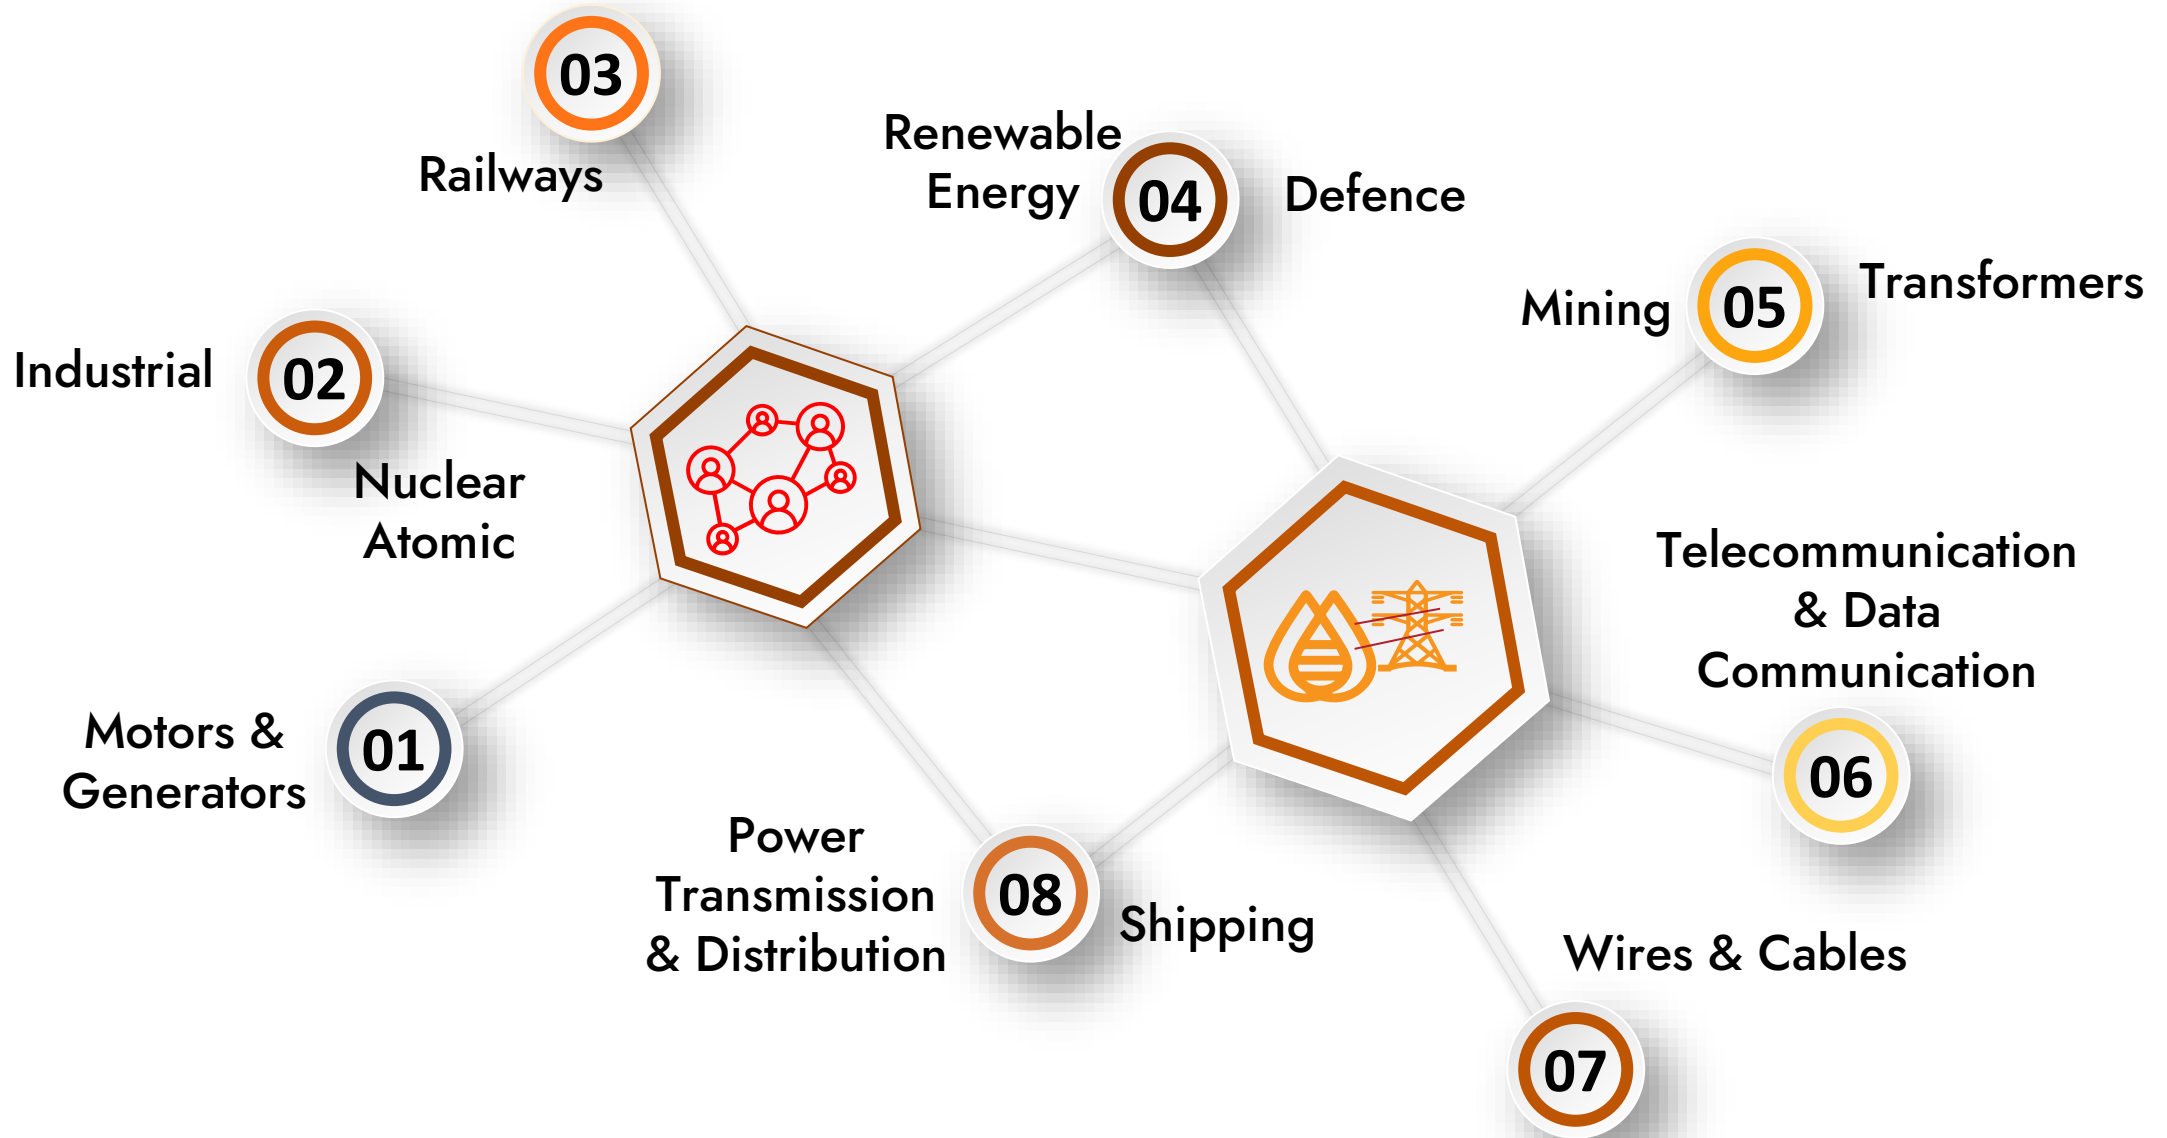 03
Railways
Renewable
Energy
04
Defence
Mining
05
Transformers
Industrial
02
Nuclear
Atomic
Telecommunication
& Data
Communication
06
Motors &
Generators
01
Power
Transmission
& Distribution
08
Shipping
Wires & Cables
07